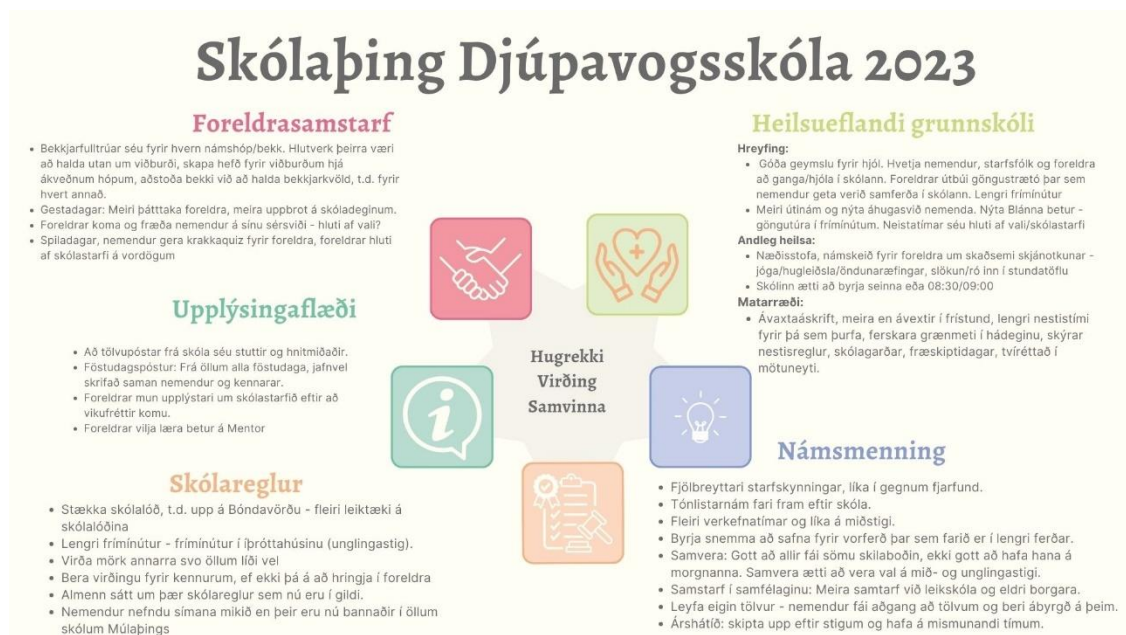 Skólaþing Djúpavogsskóla 2023
Foreldrasamstarf
• Bekkjarfulltrúar séu fyrir hvern námshóp/bekk. Hlutverk þeirra væri
að halda utan um viðburði, skapa hefð fyrir viðburðum hjá
ákveðnum hópum, aðstoða bekki við að halda bekkjarkvöld, t.d. fyrir
hvert annað.
• Gestadagar: Meiri þátttaka foreldra, meira uppbrot á skóladeginum.
• Foreldrar koma og fræða nemendur á sínu sérsviði - hluti af vali?
• Spiladagar, nemendur gera krakkaquiz fyrir foreldra, foreldrar hluti
af skólastarfi á vordögum
Upplýsingaflæði
• Að tölvupóstar frá skóla séu stuttir og hnitmiðaðir.
• Föstudagspóstur: Frá öllum alla föstudaga, jafnvel
skrifað saman nemendur og kennarar.
• Foreldrar mun upplýstari um skólastarfið eftir að
vikufréttir komu.
• Foreldrar vilja læra betur á Mentor
Skólareglur
• Stækka skólalóð, t.d. upp á Bóndavörðu - fleiri leiktæki á
skólalóðina
• Lengri frímínútur - frímínútur í íþróttahúsinu (unglingastig).
• Virða mörk annarra svo öllum líði vel
• Bera virðingu fyrir kennurum, ef ekki þá á að hringja í foreldra
• Almenn sátt um þær skólareglur sem nú eru í gildi.
• Nemendur nefndu símana mikið en þeir eru nú bannaðir í öllum
skólum Múlaþings
Hugrekki
Virðing
Samvinna
Heilsueflandi grunnskóli
Hreyfing:
• Góða geymslu fyrir hjól. Hvetja nemendur, starfsfólk og foreldra
að ganga/hjóla í skólann. Foreldrar útbúi göngustrætó þar sem
nemendur geta verið samferða í skólann. Lengri frímínútur
• Meiri útinám og nýta áhugasvið nemenda. Nýta Blánna betur -
göngutúra í frímínútum. Neistatímar séu hluti af vali/skólastarfi
Andleg heilsa:
• Næðisstofa, námskeið fyrir foreldra um skaðsemi skjánotkunar -
jóga/hugleiðsla/öndunaræfingar, slökun/ró inn í stundatöflu
• Skólinn ætti að byrja seinna eða 08:30/09:00
Matarræði:
• Ávaxtaáskrift, meira en ávextir í frístund, lengri nestistími
fyrir þá sem þurfa, ferskara grænmeti í hádeginu, skýrar
nestisreglur, skólagarðar, fræskiptidagar, tvíréttað í
mötuneyti.
Námsmenning
• Fjölbreyttari starfskynningar, líka í gegnum fjarfund.
• Tónlistarnám fari fram eftir skóla.
• Fleiri verkefnatímar og líka á miðstigi.
• Byrja snemma að safna fyrir vorferð þar sem farið er í lengri ferðar.
• Samvera: Gott að allir fái sömu skilaboðin, ekki gott að hafa hana á
morgnanna. Samvera ætti að vera val á mið- og unglingastigi.
• Samstarf í samfélaginu: Meira samtarf við leikskóla og eldri borgara.
• Leyfa eigin tölvur - nemendur fái aðgang að tölvum og beri ábyrgð á þeim.
• Árshátíð: skipta upp eftir stigum og hafa á mismunandi tímum.